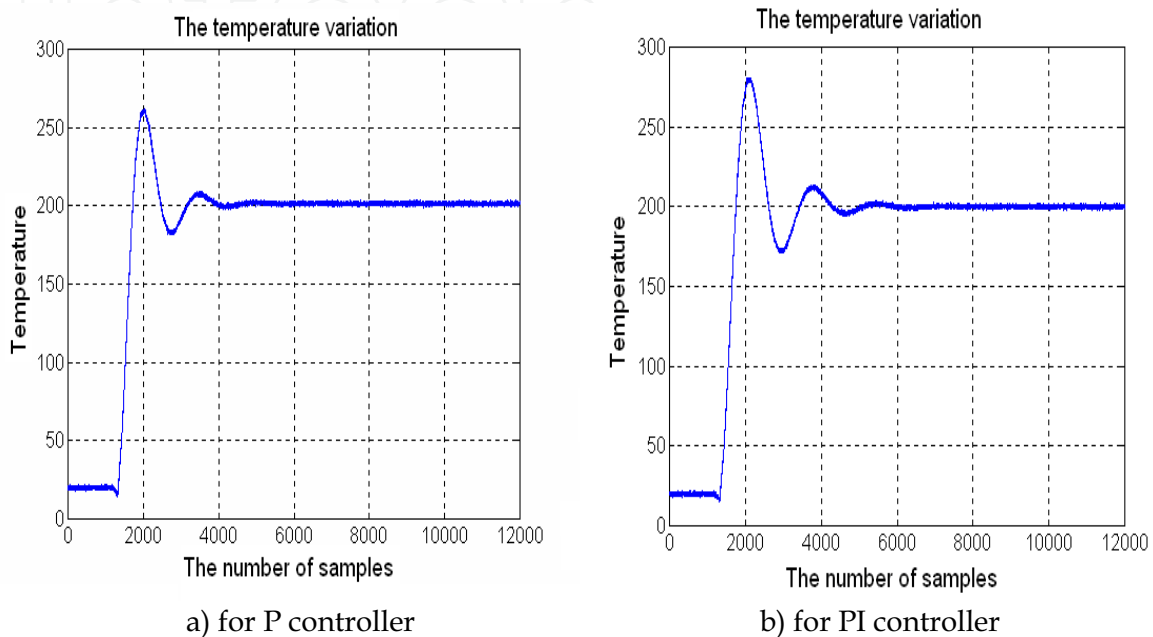 The temperature variation
300
250
200
150
100
50
0
Temperature
0 2000 4000 6000 8000 10000 12000
The number of samples
a) for P controller
The temperature variation
300
250
200
150
100
50
0
Temperature
0 2000 4000 6000 8000 10000 12000
The number of samples
b) for PI controller